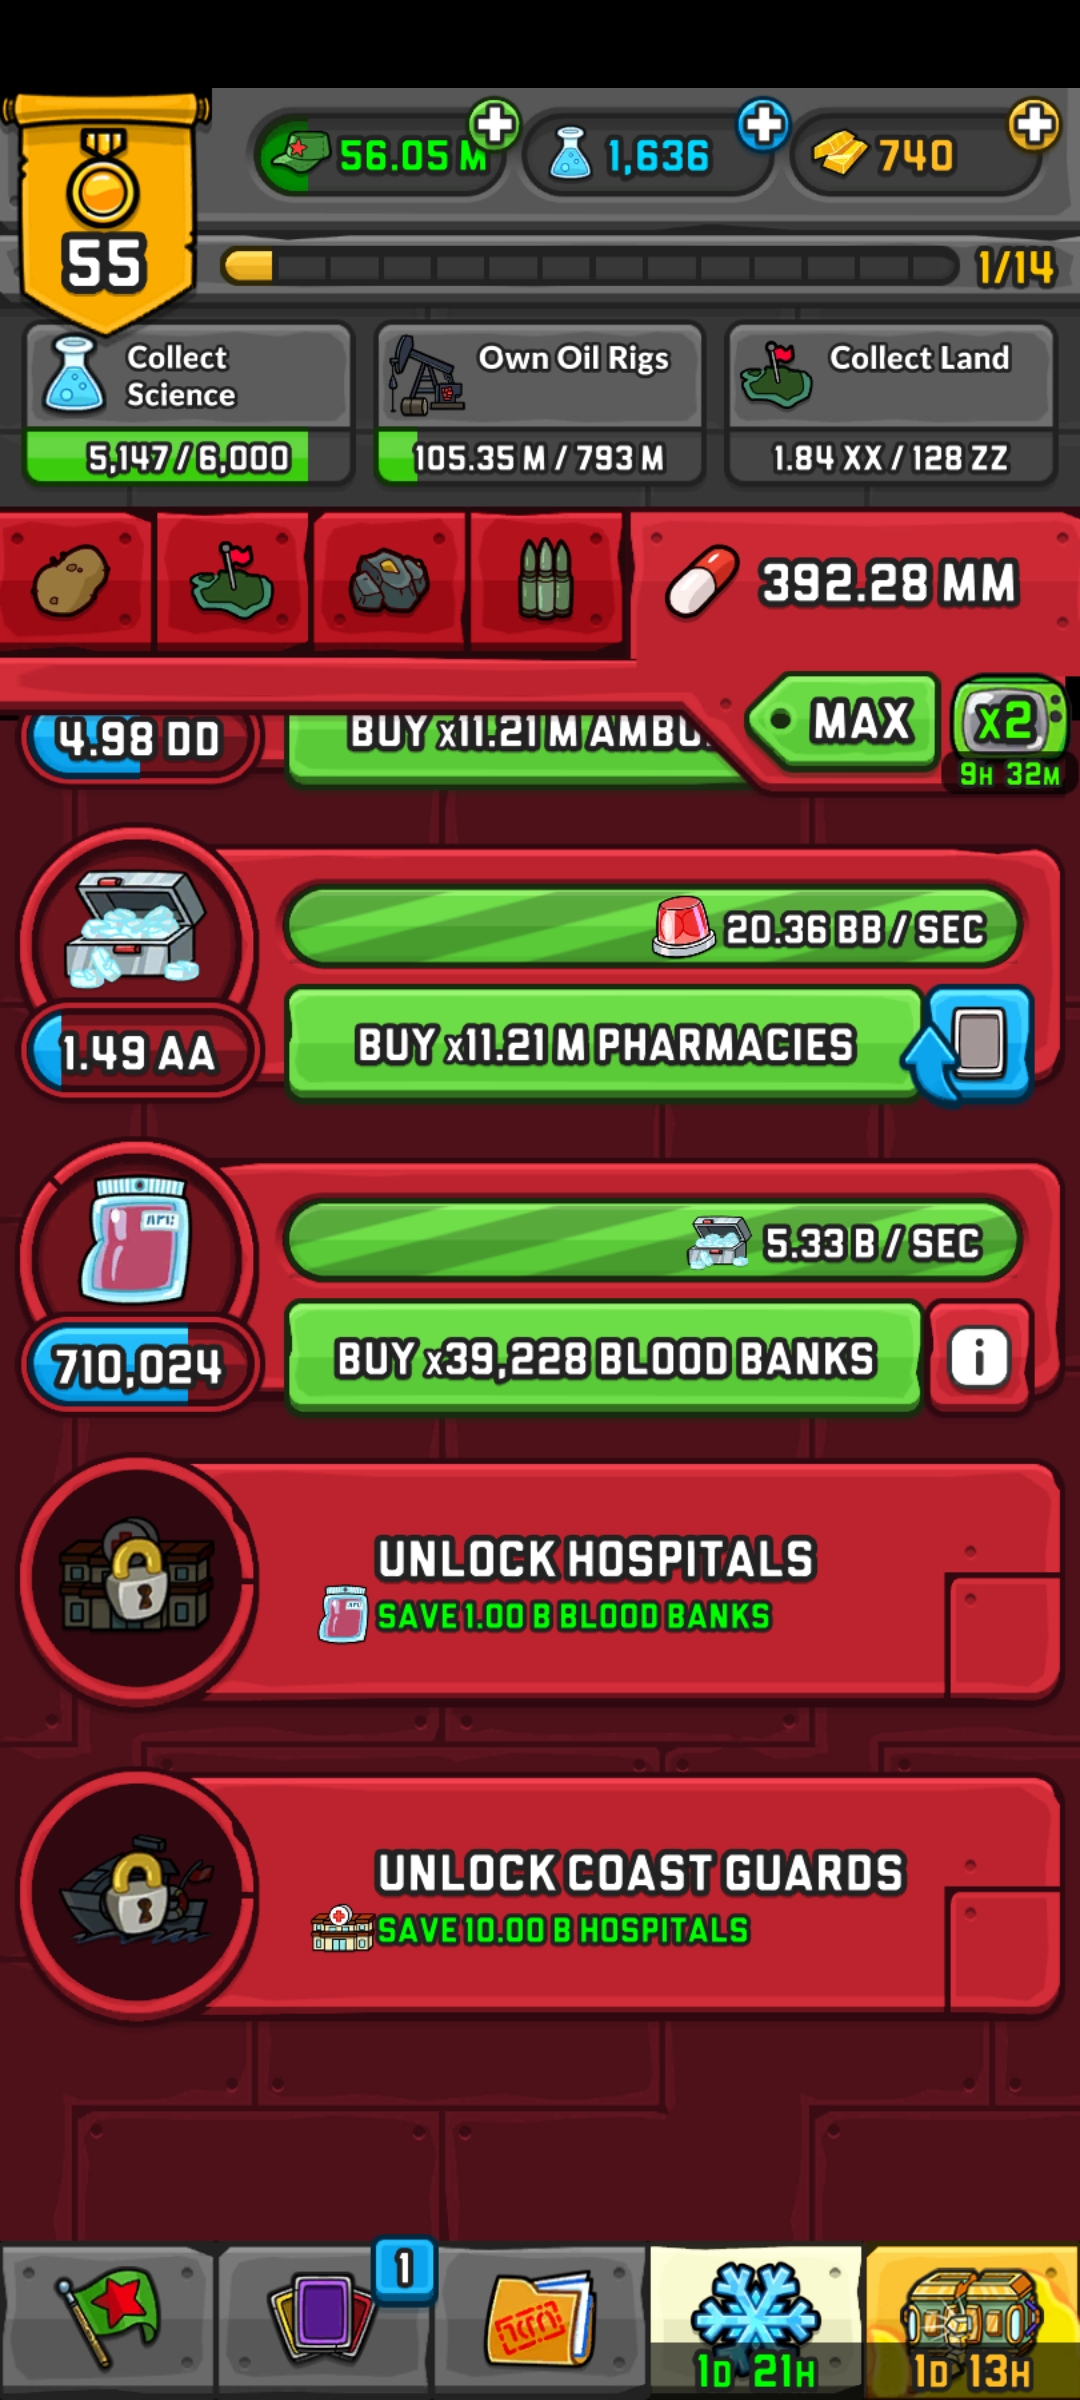 56.05 M
1,636
740
55
1/14
Collect
Science
5,147 / 6,000
Own Oil Rigs
105.35 M / 793 M
Collect Land
1.84 XX / 128 ZZ
392.28 MM
MAX
x2
9H 32M
4.98 DD
BUY x11.21 M AMBU
20.36 BB / SEC
1.49 AA
BUY x11.21 M PHARMACIES
5.33 B / SEC
710,024
BUY x39,228 BLOOD BANKS
i
UNLOCK HOSPITALS
SAVE 1.00 B BLOOD BANKS
UNLOCK COAST GUARDS
SAVE 10.00 B HOSPITALS
1
1D 21H
1D 13H